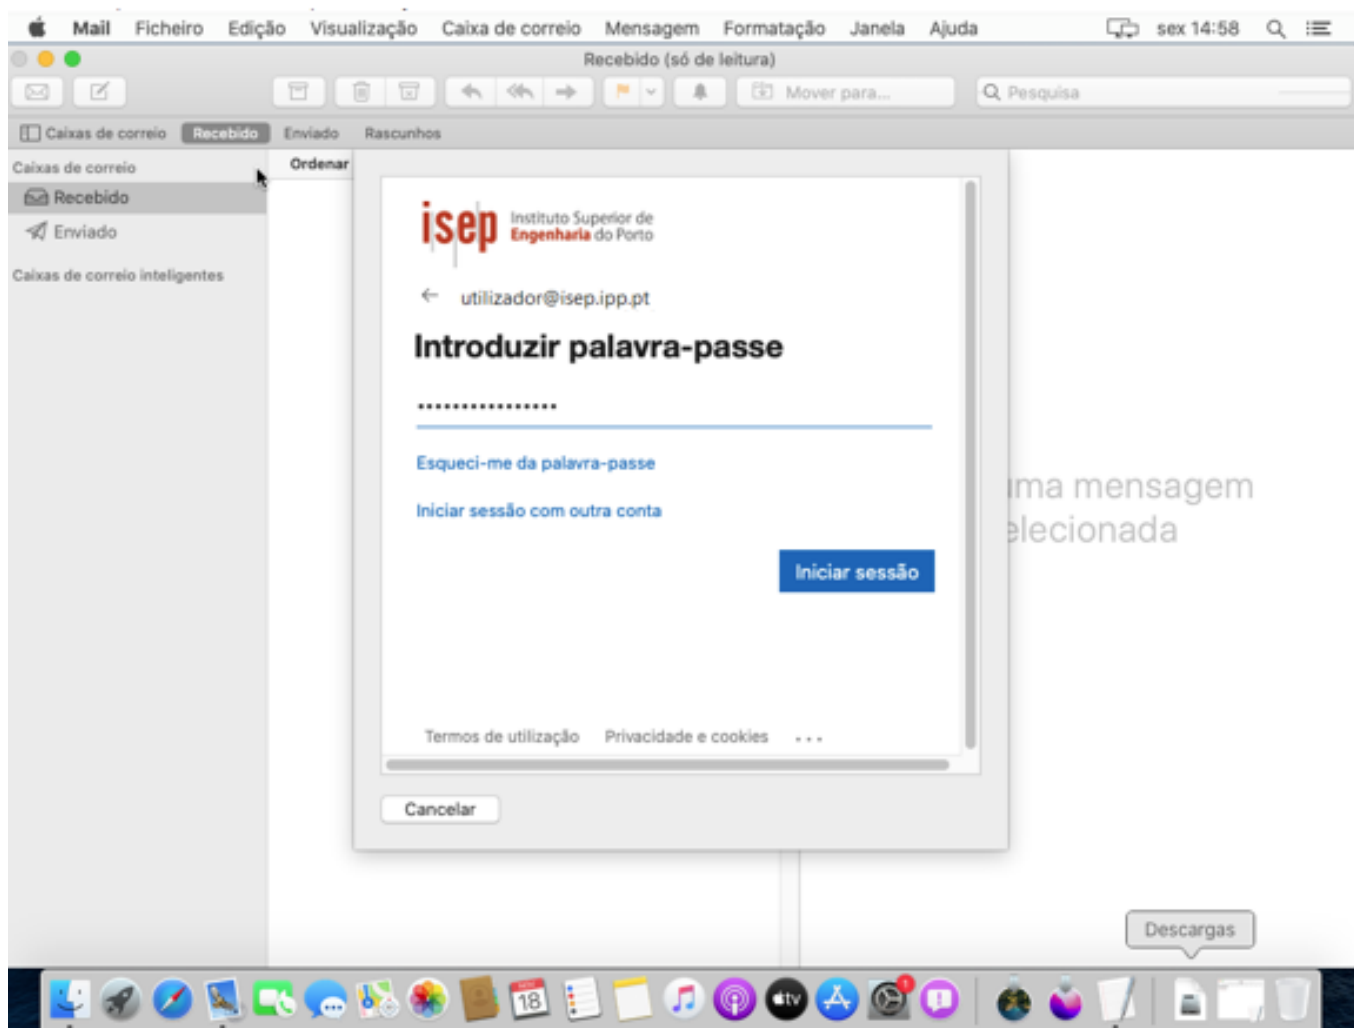 Mail Ficheiro Edição Visualização Caixa de correio Mensagem Formatação Janela Ajuda sex 14:58
Recebido (só de leitura)
Mover para... Pesquisa
Caixas de correio Recebido Enviado Rascunhos
Caixas de correio
Ordenar
Recebido
Enviado
Caixas de correio inteligentes
isep Instituto Superior de
Engenharia do Porto
utilizador@isep.ipp.pt
Introduzir palavra-passe
Esqueci-me da palavra-passe
Iniciar sessão com outra conta
Iniciar sessão
Termos de utilização Privacidade e cookies ...
Cancelar
mensagem
Descargas
18
tv
1